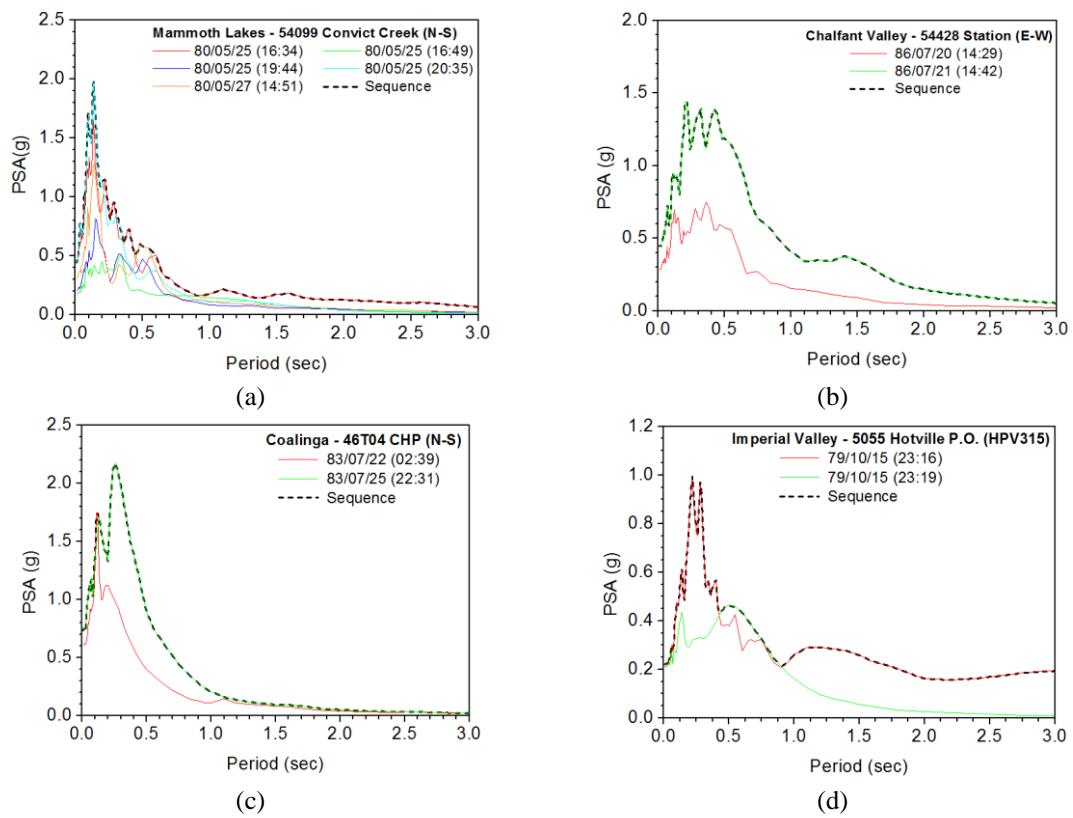 Mammoth Lakes - 54099 Convict Creek (N-S)
80/05/25 (16:34) 80/05/25 (16:49)
80/05/25 (19:44) 80/05/25 (20:35)
80/05/27 (14:51) Sequence
PSA(g)
2.5
2.0
1.5
1.0
0.5
0.0
0.0 0.5 1.0 1.5 2.0 2.5 3.0
Period (sec)
(a)
Chalfant Valley - 54428 Station (E-W)
86/07/20 (14:29)
86/07/21 (14:42)
Sequence
PSA (g)
2.0
1.5
1.0
0.5
0.0
0.0 0.5 1.0 1.5 2.0 2.5 3.0
Period (sec)
(b)
Coalinga - 46T04 CHP (N-S)
83/07/22 (02:39)
83/07/25 (22:31)
Sequence
PSA (g)
2.5
2.0
1.5
1.0
0.5
0.0
0.0 0.5 1.0 1.5 2.0 2.5 3.0
Period (sec)
(c)
Imperial Valley - 5055 Hotville P.O. (HPV315)
79/10/15 (23:16)
79/10/15 (23:19)
Sequence
PSA (g)
1.2
1.0
0.8
0.6
0.4
0.2
0.0
0.0 0.5 1.0 1.5 2.0 2.5 3.0
Period (sec)
(d)